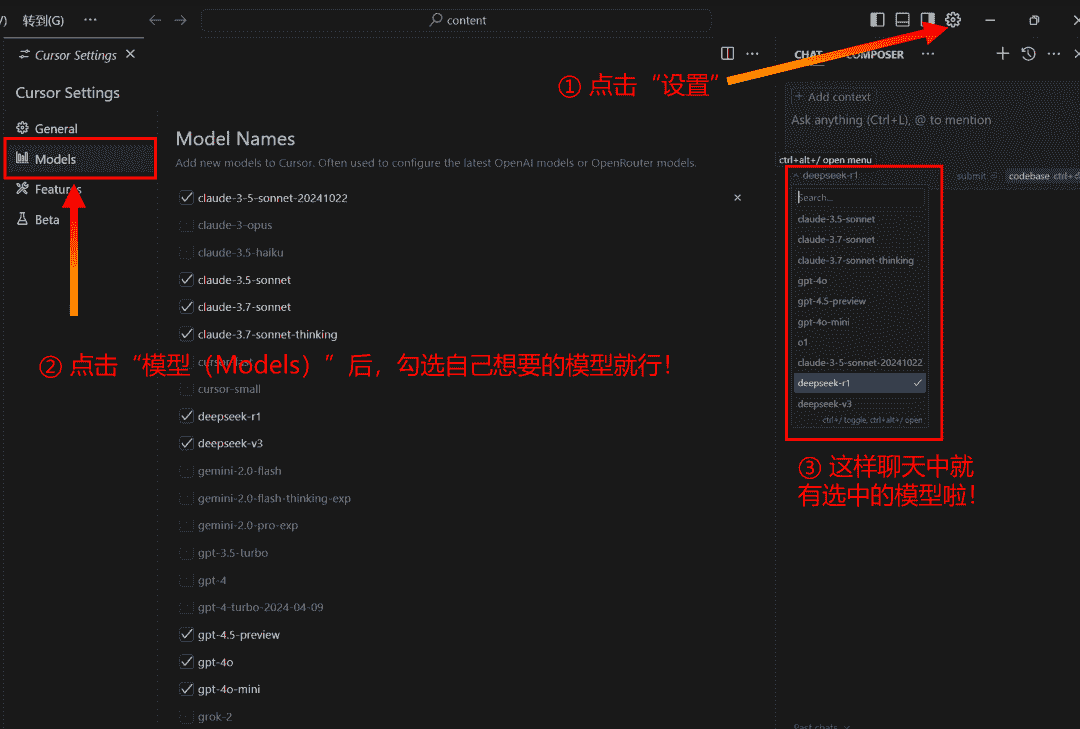 转到(G) ···
content
Cursor Settings
CHAT COMPOSER ···
① 点击“设置”
Cursor Settings
General
Models
Features
Beta
Model Names
Add new models to Cursor. Often used to configure the latest OpenAI models or OpenRouter models.
claude-3-5-sonnet-20241022
claude-3-opus
claude-3.5-haiku
claude-3.5-sonnet
claude-3.7-sonnet
claude-3.7-sonnet-thinking
② 点击“模型（Models）”后，勾选自己想要的模型就行！
cursor-small
deepseek-r1
deepseek-v3
gemini-2.0-flash
gemini-2.0-flash-thinking-exp
gemini-2.0-pro-exp
gpt-3.5-turbo
gpt-4
gpt-4-turbo-2024-04-09
gpt-4.5-preview
gpt-4o
gpt-4o-mini
grok-2
+ Add context
Ask anything (Ctrl+L), @ to mention
ctrl+alt+/ open menu
deepseek-r1 submit codebase
Search...
claude-3.5-sonnet
claude-3.7-sonnet
claude-3.7-sonnet-thinking
gpt-4o
gpt-4.5-preview
gpt-4o-mini
o1
claude-3-5-sonnet-20241022
deepseek-r1
deepseek-v3
ctrl+/ toggle, ctrl+alt+/ open
③ 这样聊天中就
有选中的模型啦！
Past chats